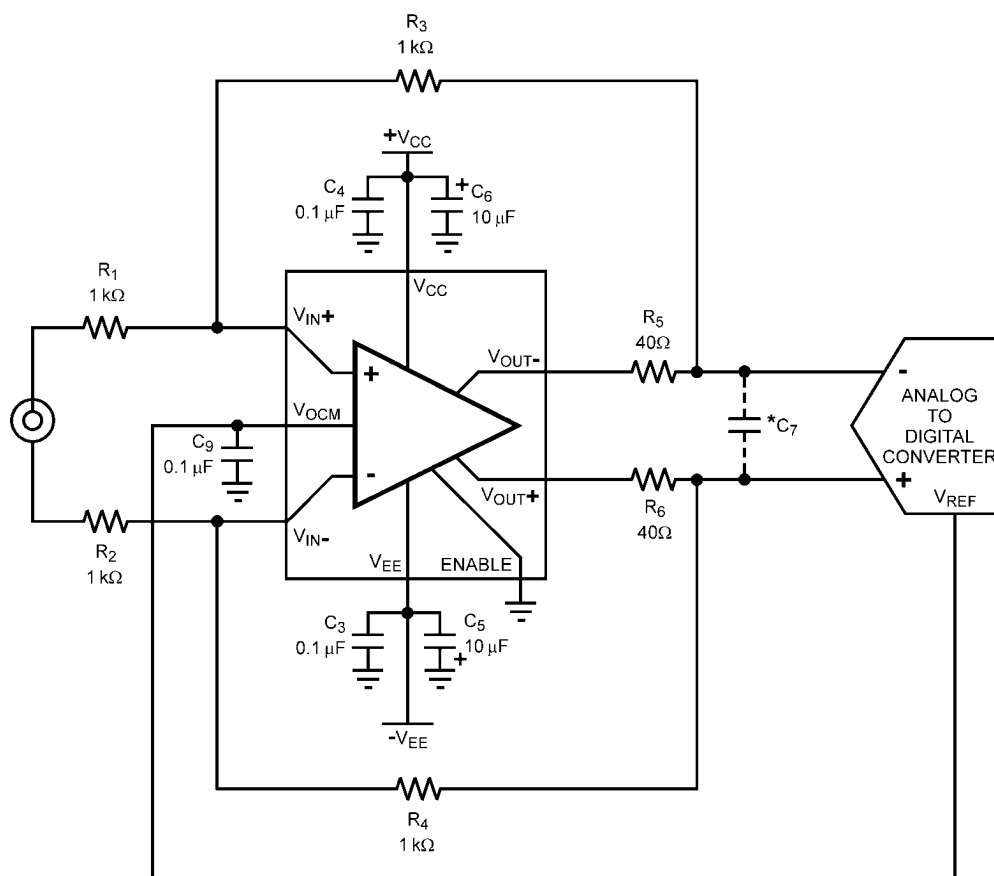 R3
1 kΩ
+VCC
C4
0.1 µF
+
C6
10 µF
R1
1 kΩ
VCC
VIN+
R5
40Ω
VOUT-
+
-
ANALOG
TO
DIGITAL
CONVERTER
*C7
VOCM
C9
0.1 µF
-
+
VOUT+
VREF
R6
40Ω
VIN-
R2
1 kΩ
VEE
ENABLE
C3
0.1 µF
C5
10 µF
+
-VEE
R4
1 kΩ